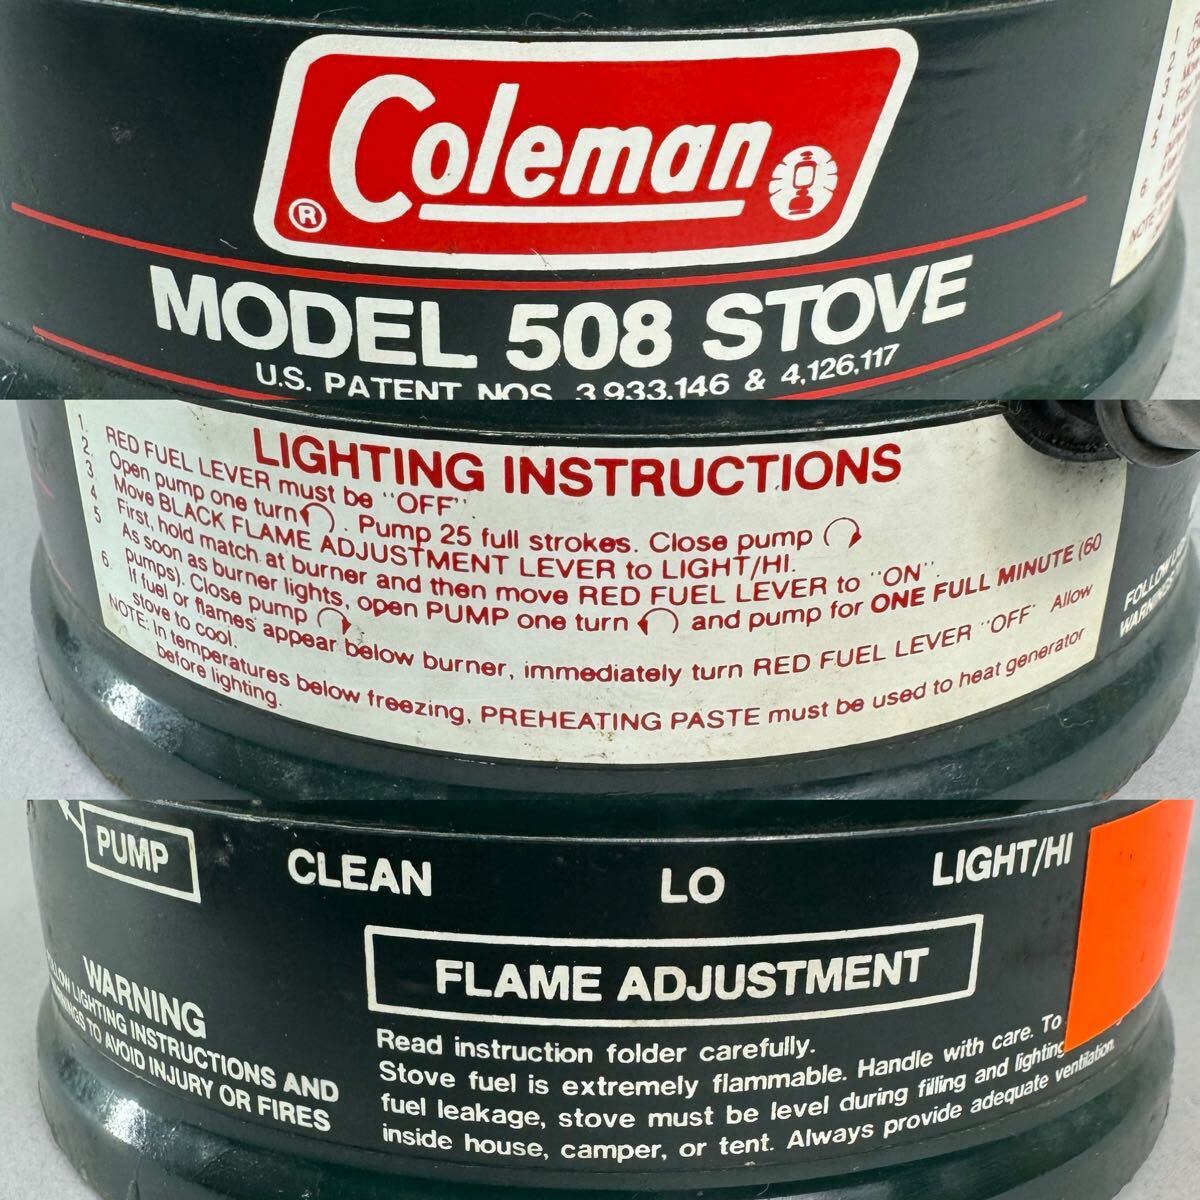 Coleman
®
MODEL 508 STOVE
U.S. PATENT NOS. 3,933,146 & 4,126,117
LIGHTING INSTRUCTIONS
1 RED FUEL LEVER must be "OFF".
2 Open pump one turn. Pump 25 full strokes. Close pump
3 Move BLACK FLAME ADJUSTMENT LEVER to LIGHT/HI.
4 First, hold match at burner and then move RED FUEL LEVER to "ON".
5 As soon as burner lights, open PUMP one turn and pump for ONE FULL MINUTE (60
pumps). Close pump
6 If fuel or flames appear below burner, immediately turn RED FUEL LEVER "OFF" Allow
stove to cool.
NOTE: In temperatures below freezing, PREHEATING PASTE must be used to heat generator
before lighting.
PUMP
CLEAN LO LIGHT/HI
FLAME ADJUSTMENT
WARNING
LIGHTING INSTRUCTIONS AND
TO AVOID INJURY OR FIRES
Read instruction folder carefully.
Stove fuel is extremely flammable. Handle with care. To
fuel leakage, stove must be level during filling and lighting
inside house, camper, or tent. Always provide adequate ventilation.